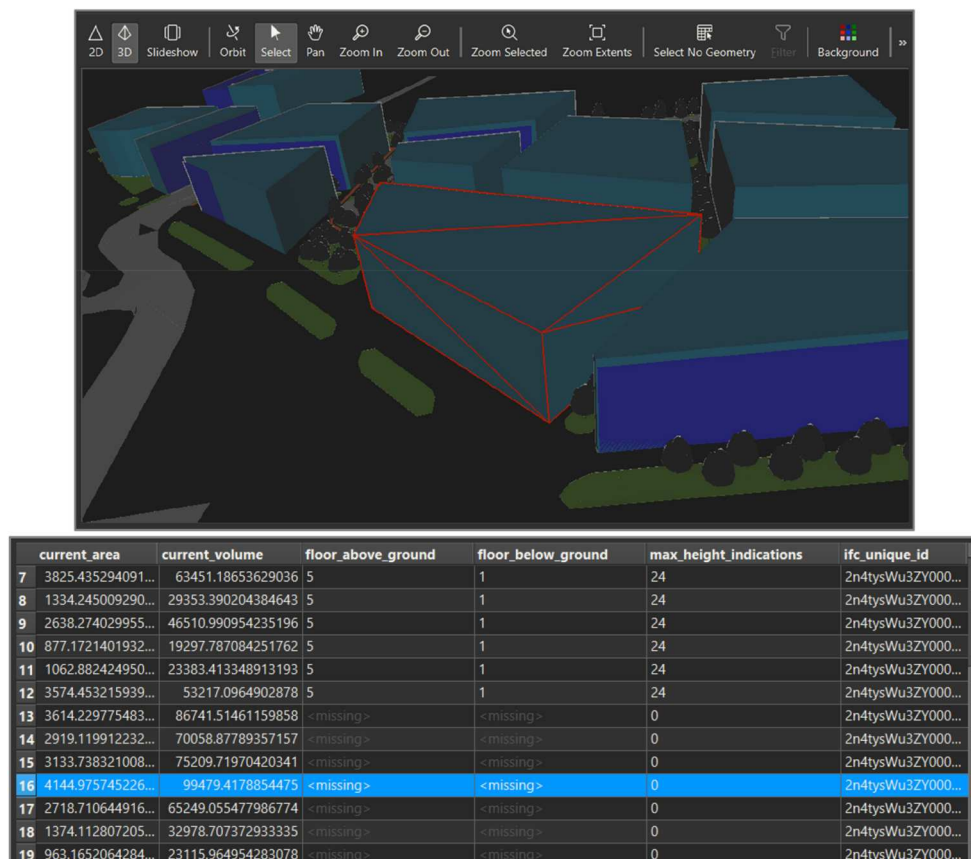 2D 3D Slideshow Orbit Select Pan Zoom In Zoom Out Zoom Selected Zoom Extents Select No Geometry Filter Background »
current_area current_volume floor_above_ground floor_below_ground max_height_indications ifc_unique_id
7 3825.435294091... 63451.18653629036 5 1 24 2n4tysWu3ZY000...
8 1334.245009290... 29353.390204384643 5 1 24 2n4tysWu3ZY000...
9 2638.274029955... 46510.990954235196 5 1 24 2n4tysWu3ZY000...
10 877.1721401932... 19297.787084251762 5 1 24 2n4tysWu3ZY000...
11 1062.882424950... 23383.413348913193 5 1 24 2n4tysWu3ZY000...
12 3574.453215939... 53217.0964902878 5 1 24 2n4tysWu3ZY000...
13 3614.229775483... 86741.51461159858 <missing> <missing> 0 2n4tysWu3ZY000...
14 2919.119912232... 70058.87789357157 <missing> <missing> 0 2n4tysWu3ZY000...
15 3133.738321008... 75209.71970420341 <missing> <missing> 0 2n4tysWu3ZY000...
16 4144.975745226... 99479.4178854475 <missing> <missing> 0 2n4tysWu3ZY000...
17 2718.710644916... 65249.055477986774 <missing> <missing> 0 2n4tysWu3ZY000...
18 1374.112807205... 32978.707372933335 <missing> <missing> 0 2n4tysWu3ZY000...
19 963.1652064284... 23115.964954283078 <missing> <missing> 0 2n4tysWu3ZY000...